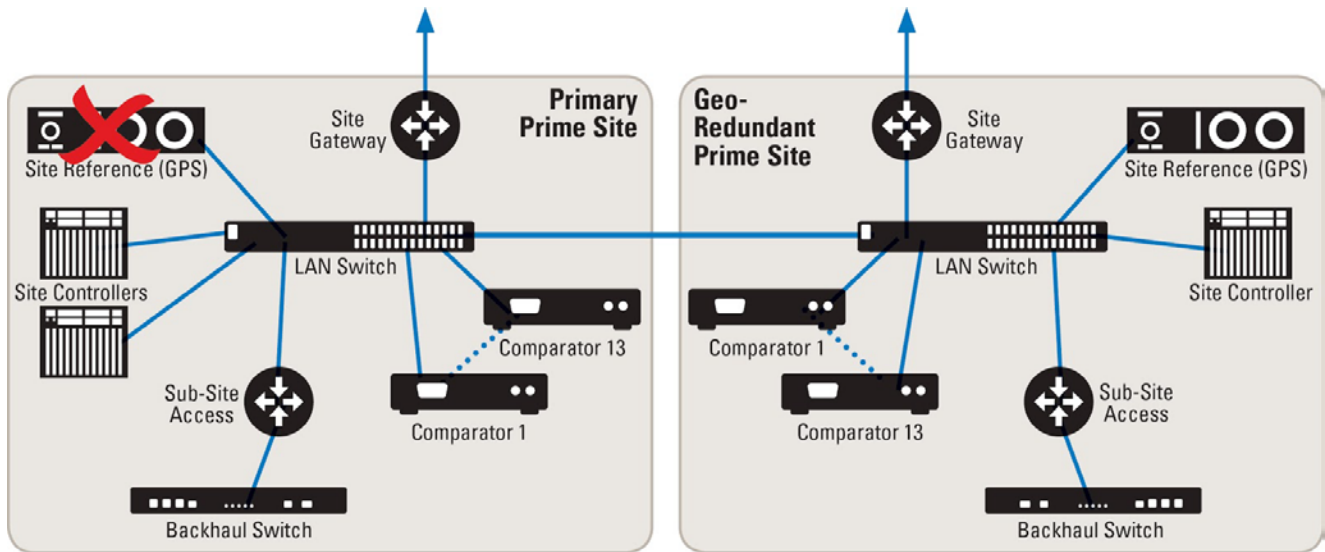 Primary
Prime Site
Site
Gateway
Site Reference (GPS)
LAN Switch
Site Controllers
Comparator 13
Sub-Site
Access
Comparator 1
Backhaul Switch
Geo-
Redundant
Prime Site
Site
Gateway
Site Reference (GPS)
LAN Switch
Site Controller
Comparator 1
Sub-Site
Access
Comparator 13
Backhaul Switch